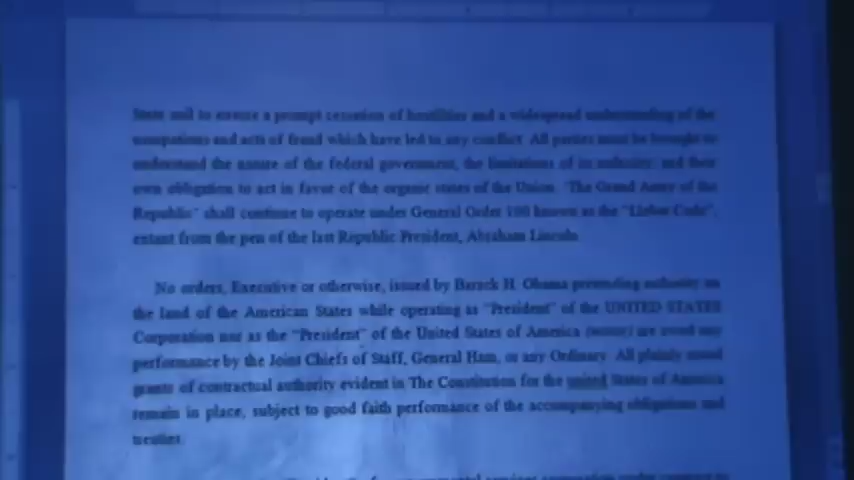 State soil to ensure a prompt cessation of hostilities and a widespread understanding of the
usurpations and acts of fraud which have led to any conflict. All parties must be brought to
understand the nature of the federal government, the limitations of its authority, and their
own obligation to act in favor of the organic states of the Union. "The Grand Army of the
Republic" shall continue to operate under General Order 100 known as the "Lieber Code",
extant from the pen of the last Republic President, Abraham Lincoln.
No orders, Executive or otherwise, issued by Barack H. Obama pretending authority on
the land of the American States while operating as "President" of the UNITED STATES
Corporation nor as the "President" of the United States of America are owed any
performance by the Joint Chiefs of Staff, General Ham, or any Ordinary. All plainly stated
grants of contractual authority evident in The Constitution for the united States of America
remain in place, subject to good faith performance of the accompanying obligations and
treaties.